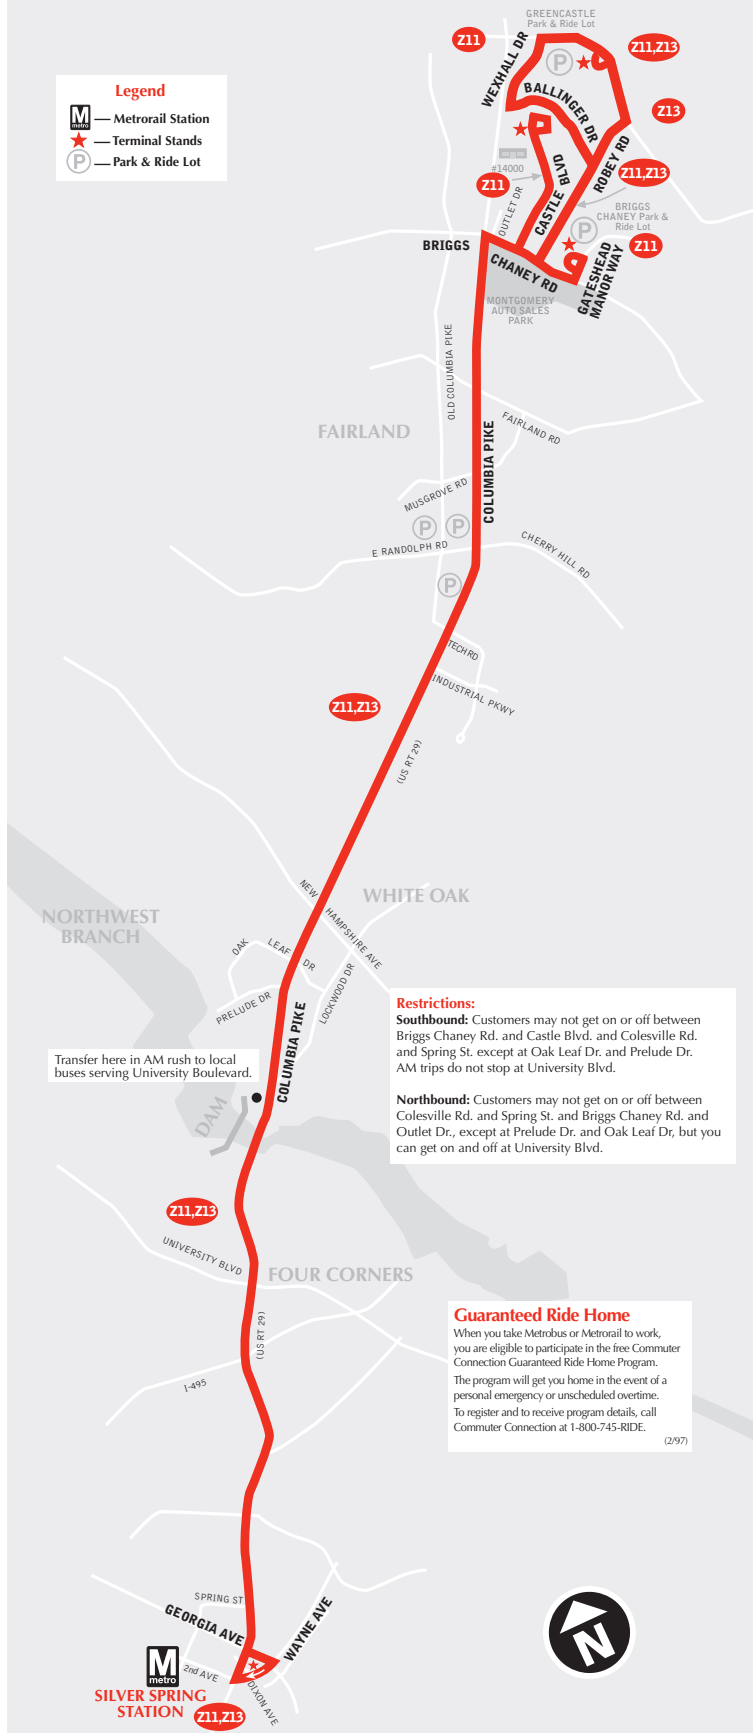 GREENCASTLE
Park & Ride Lot
Z11
Z11,Z13
WEXHALL DR
P
BALLINGER DR
Z13
Legend
M
metro
Metrorail Station
Terminal Stands
P
Park & Ride Lot
#14000
CASTLE BLVD
ROBEY RD
Z11,Z13
Z11
OUTLET DR
BRIGGS
CHANEY Park &
Ride Lot
P
Z11
BRIGGS
CHANEY RD
GATESHEAD
MANOR WAY
MONTGOMERY
AUTO SALES
PARK
OLD COLUMBIA PIKE
FAIRLAND
FAIRLAND RD
COLUMBIA PIKE
MUSGROVE RD
P
P
E RANDOLPH RD
CHERRY HILL RD
P
TECH RD
INDUSTRIAL PKWY
Z11,Z13
(US RT 29)
NEW HAMPSHIRE AVE
WHITE OAK
NORTHWEST
BRANCH
OAK LEAF DR
PRELUDE DR
LOCKWOOD DR
COLUMBIA PIKE
Restrictions:
Southbound: Customers may not get on or off between
Briggs Chaney Rd. and Castle Blvd. and Colesville Rd.
and Spring St. except at Oak Leaf Dr. and Prelude Dr.
AM trips do not stop at University Blvd.
Northbound: Customers may not get on or off between
Colesville Rd. and Spring St. and Briggs Chaney Rd. and
Outlet Dr., except at Prelude Dr. and Oak Leaf Dr, but you
can get on and off at University Blvd.
Transfer here in AM rush to local
buses serving University Boulevard.
DAM
Z11,Z13
UNIVERSITY BLVD
FOUR CORNERS
(US RT 29)
I-495
Guaranteed Ride Home
When you take Metrobus or Metrorail to work,
you are eligible to participate in the free Commuter
Connection Guaranteed Ride Home Program.
The program will get you home in the event of a
personal emergency or unscheduled overtime.
To register and to receive program details, call
Commuter Connection at 1-800-745-RIDE.
(2/97)
SPRING ST
GEORGIA AVE
WAYNE AVE
M
metro
2nd AVE
DIXON AVE
SILVER SPRING
STATION
Z11,Z13
N